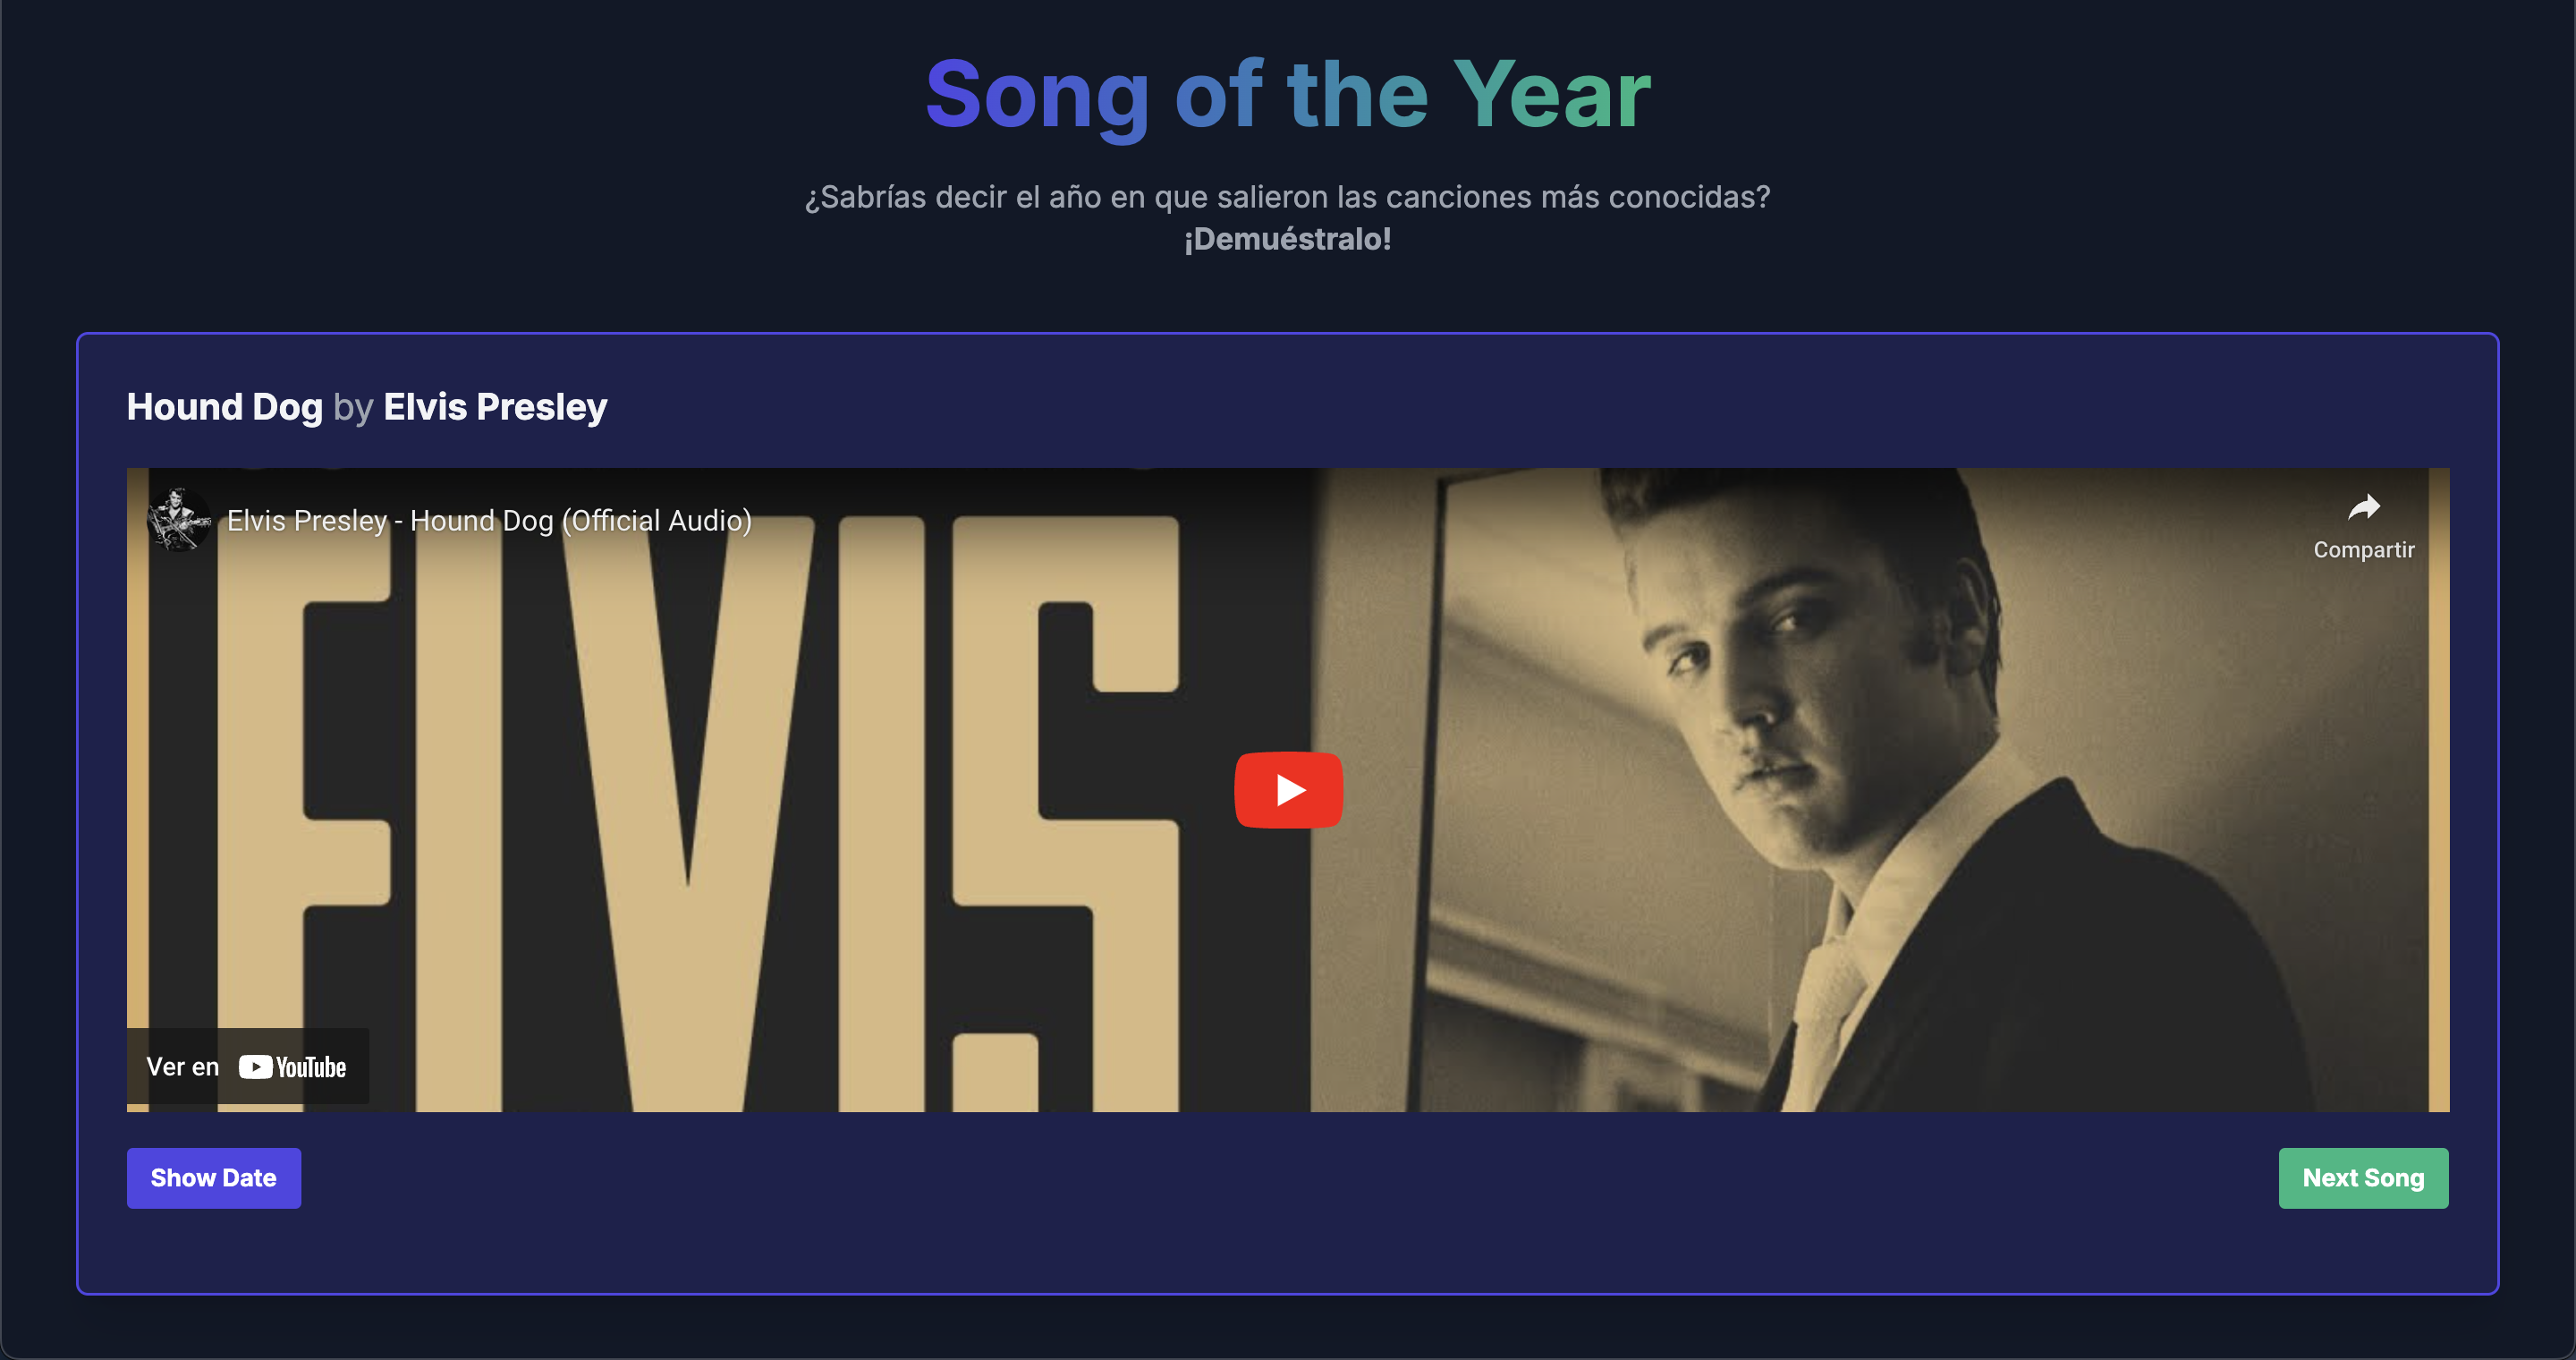 Song of the Year
¿Sabrías decir el año en que salieron las canciones más conocidas?
¡Demuéstralo!
Hound Dog by Elvis Presley
Elvis Presley - Hound Dog (Official Audio)
Compartir
ELVIS
Ver en YouTube
Show Date
Next Song